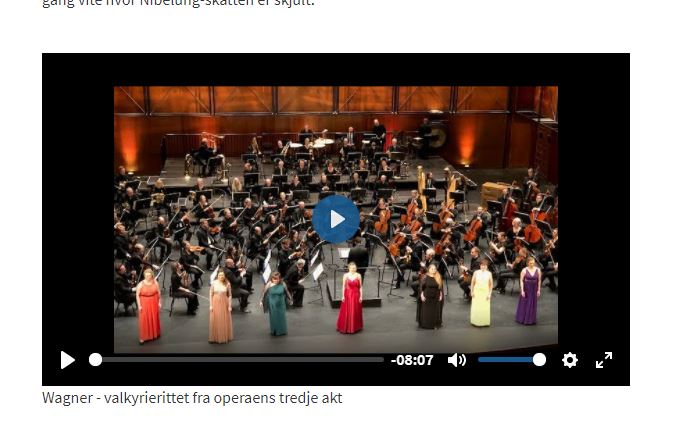 gang vite hvor Nibelung-skatten er skjult.
-08:07
Wagner - valkyrierittet fra operaens tredje akt